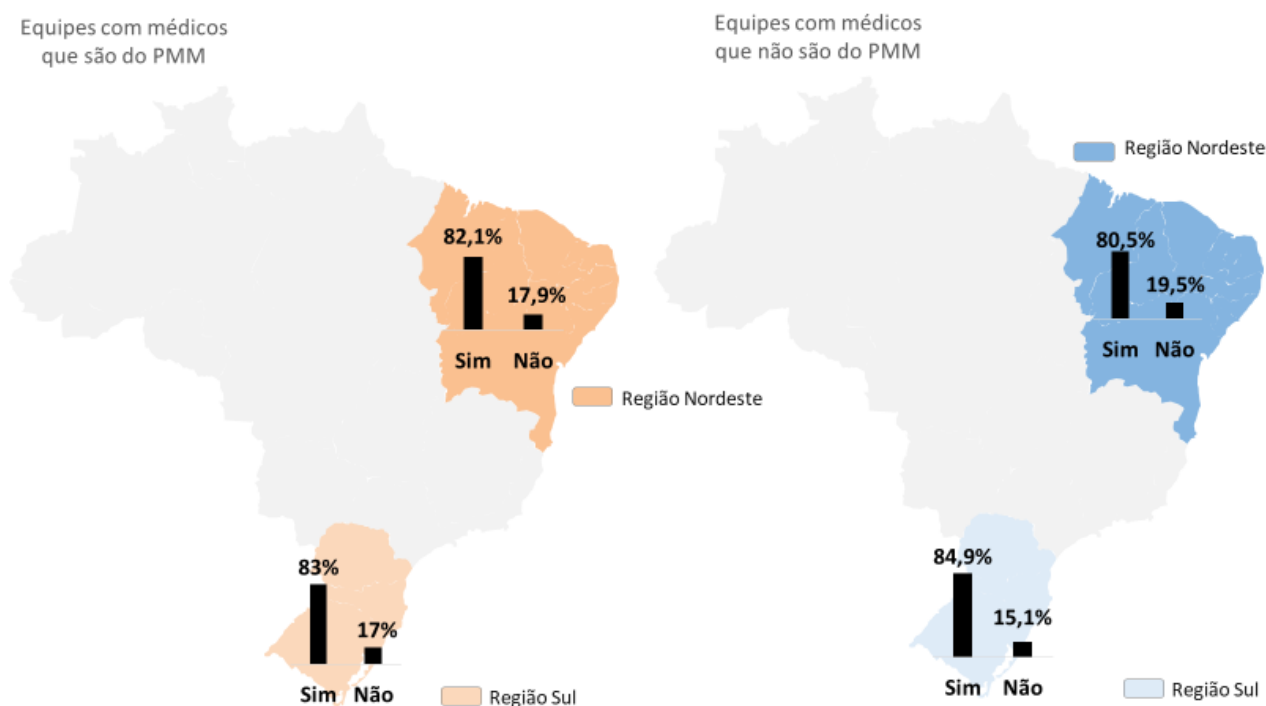 Equipes com médicos
que são do PMM
82,1%
17,9%
Sim Não
Região Nordeste
83%
17%
Sim Não
Região Sul
Equipes com médicos
que não são do PMM
Região Nordeste
80,5%
19,5%
Sim Não
84,9%
15,1%
Sim Não
Região Sul